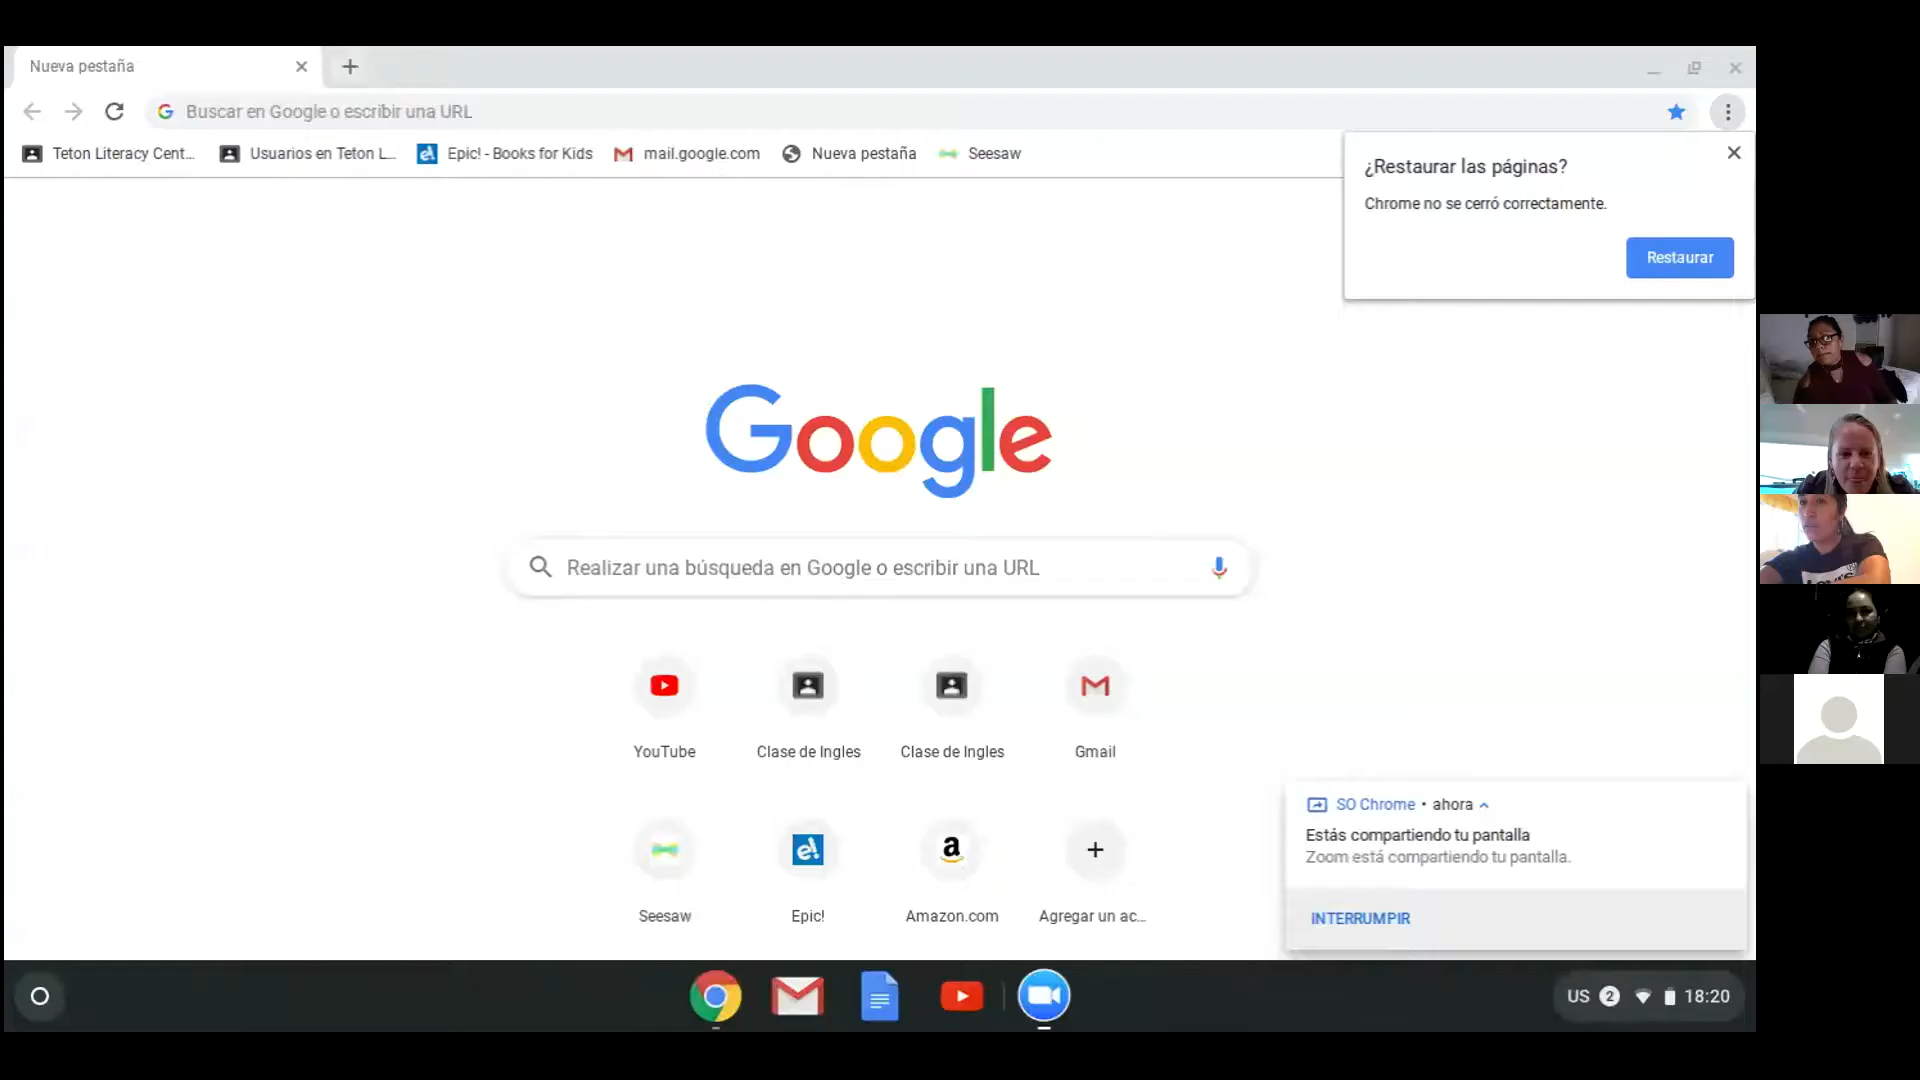 Nueva pestaña
Buscar en Google o escribir una URL
Teton Literacy Cent... Usuarios en Teton L... Epic! - Books for Kids mail.google.com Nueva pestaña Seesaw
¿Restaurar las páginas?
Chrome no se cerró correctamente.
Restaurar
Google
Realizar una búsqueda en Google o escribir una URL
YouTube Clase de Ingles Clase de Ingles Gmail
Seesaw Epic! Amazon.com Agregar un ac...
SO Chrome • ahora
Estás compartiendo tu pantalla
Zoom está compartiendo tu pantalla.
INTERRUMPIR
US 2 18:20